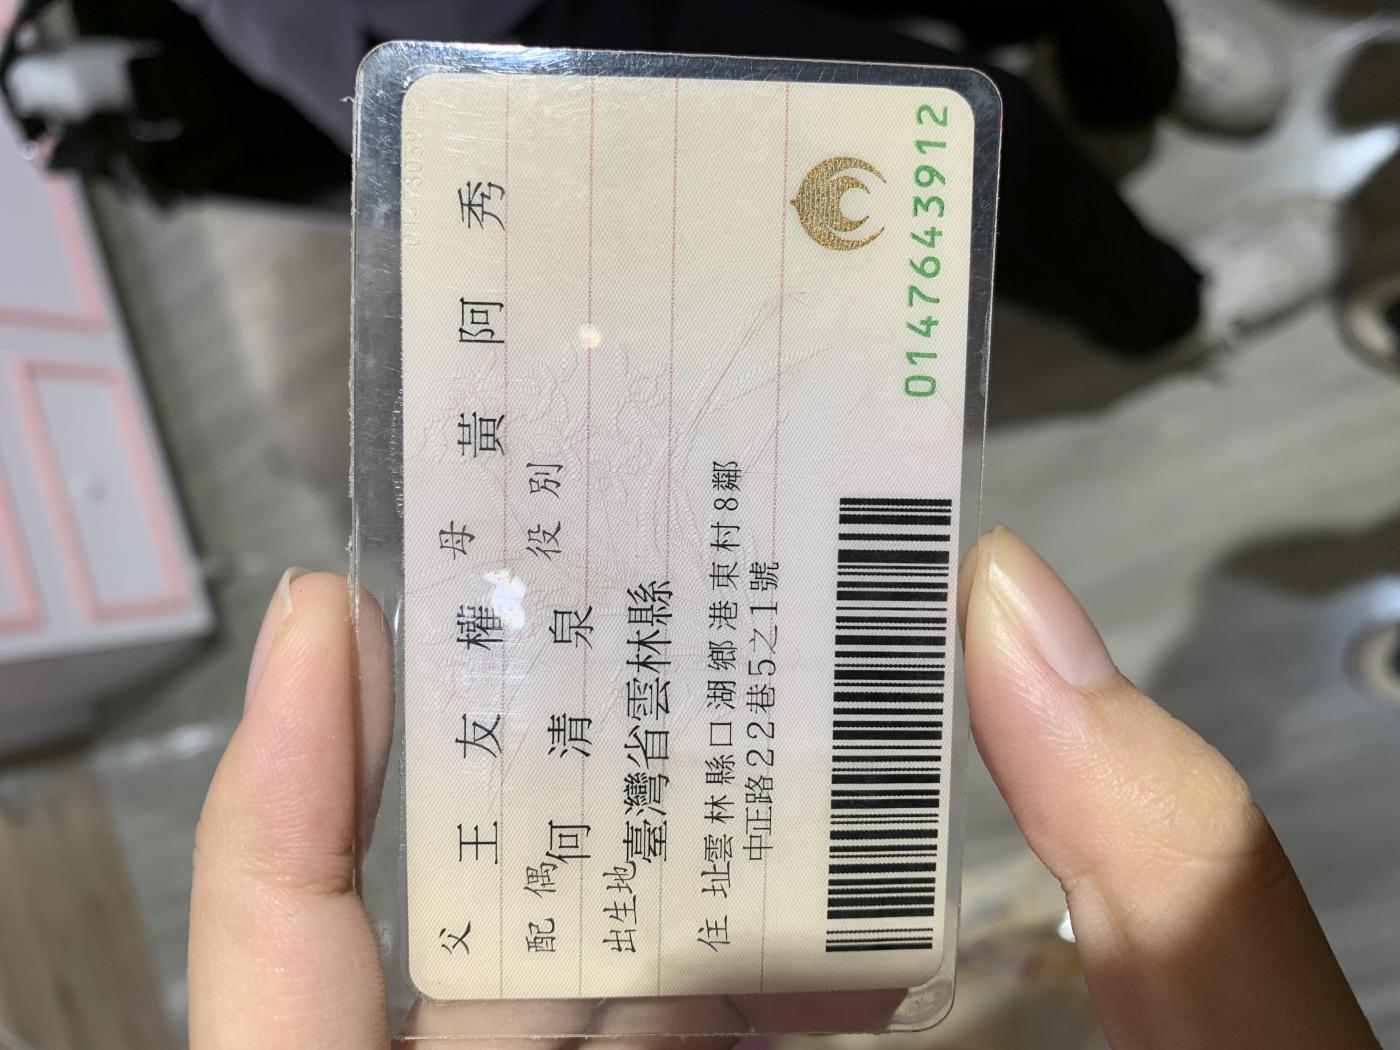 父 王友權 母 黃阿秀
配偶 何清泉 役別
出生地 臺灣省雲林縣
住址 雲林縣口湖鄉港東村8鄰
中正路22巷5之1號
0147643912